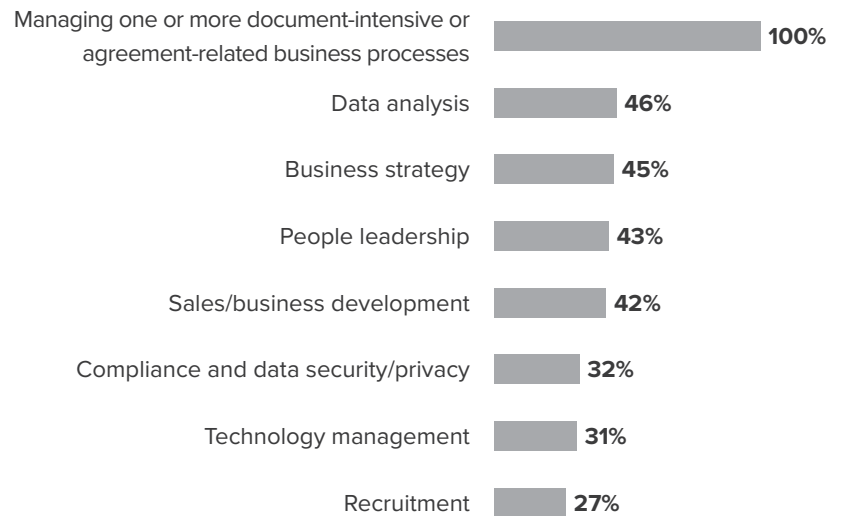 Managing one or more document-intensive or
agreement-related business processes
100%
Data analysis 46%
Business strategy 45%
People leadership 43%
Sales/business development 42%
Compliance and data security/privacy 32%
Technology management 31%
Recruitment 27%